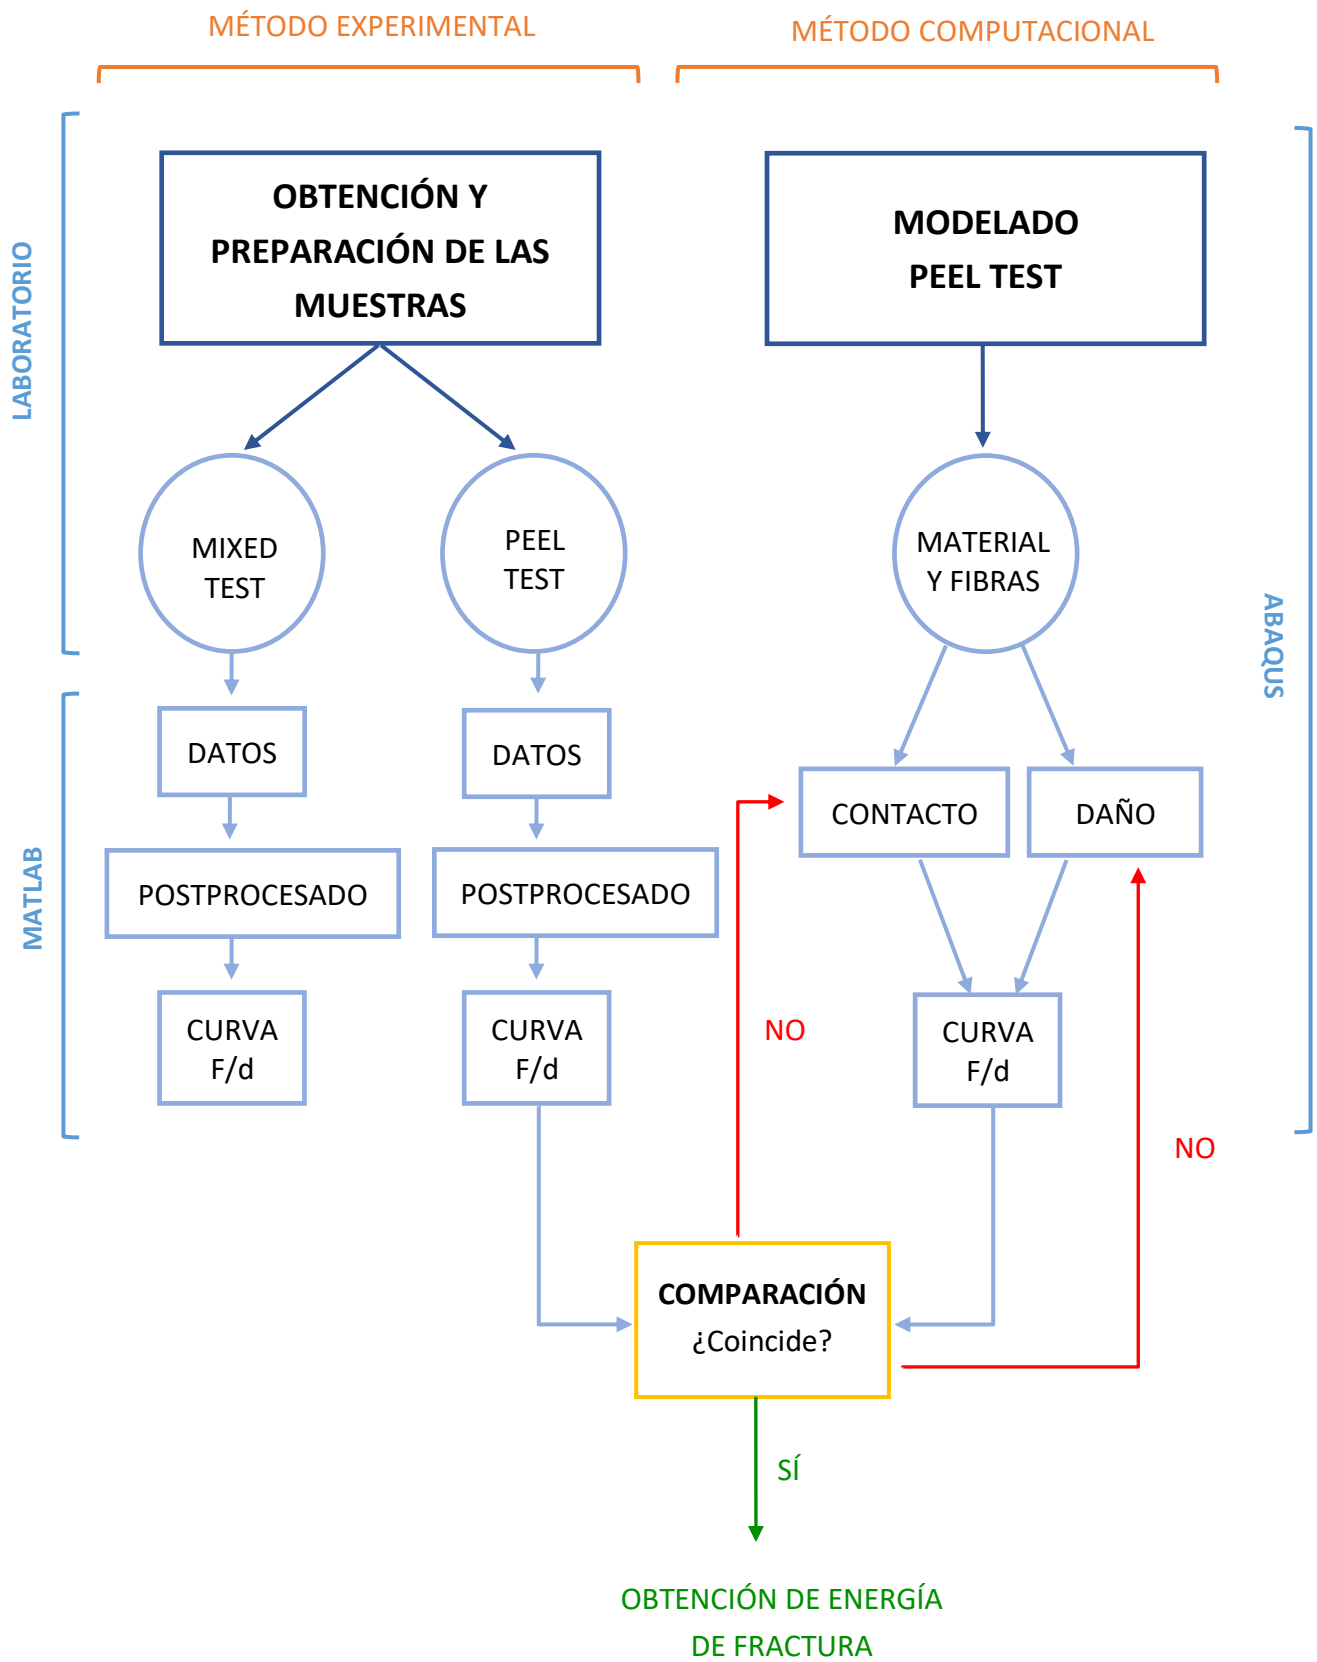 MÉTODO EXPERIMENTAL
MÉTODO COMPUTACIONAL
LABORATORIO
OBTENCIÓN Y
PREPARACIÓN DE LAS
MUESTRAS
MODELADO
PEEL TEST
MIXED
TEST
PEEL
TEST
MATERIAL
Y FIBRAS
ABAQUS
MATLAB
DATOS
DATOS
CONTACTO
DAÑO
POSTPROCESADO
POSTPROCESADO
CURVA
F/d
CURVA
F/d
NO
CURVA
F/d
NO
COMPARACIÓN
¿Coincide?
SÍ
OBTENCIÓN DE ENERGÍA
DE FRACTURA